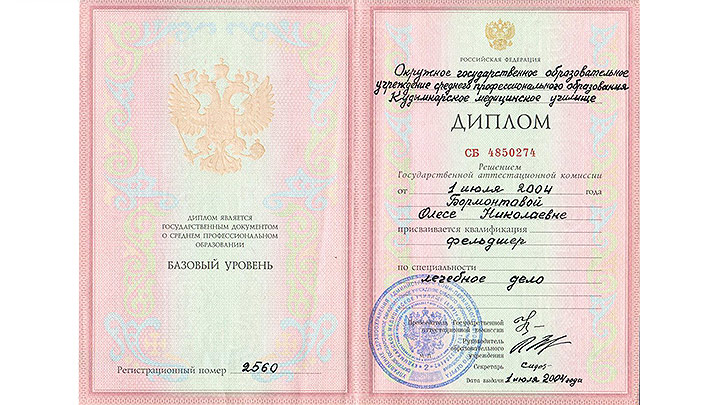 ДИПЛОМ ЯВЛЯЕТСЯ
ГОСУДАРСТВЕННЫМ ДОКУМЕНТОМ
О СРЕДНЕМ ПРОФЕССИОНАЛЬНОМ
ОБРАЗОВАНИИ
БАЗОВЫЙ УРОВЕНЬ
Регистрационный номер 2560
РОССИЙСКАЯ ФЕДЕРАЦИЯ
Окружное государственное образовательное
учреждение среднего профессионального образования
Кудымкарское медицинское училище
ДИПЛОМ
СБ 4850274
Решением
Государственной аттестационной комиссии
от 1 июля 2004 года
Бормонтавой
Олесе Николаевне
присваивается квалификация
фельдшер
по специальности
лечебное дело
Председатель Государственной
аттестационной комиссии
Руководитель
образовательного
учреждения
Секретарь
Дата выдачи 1 июля 2004 года